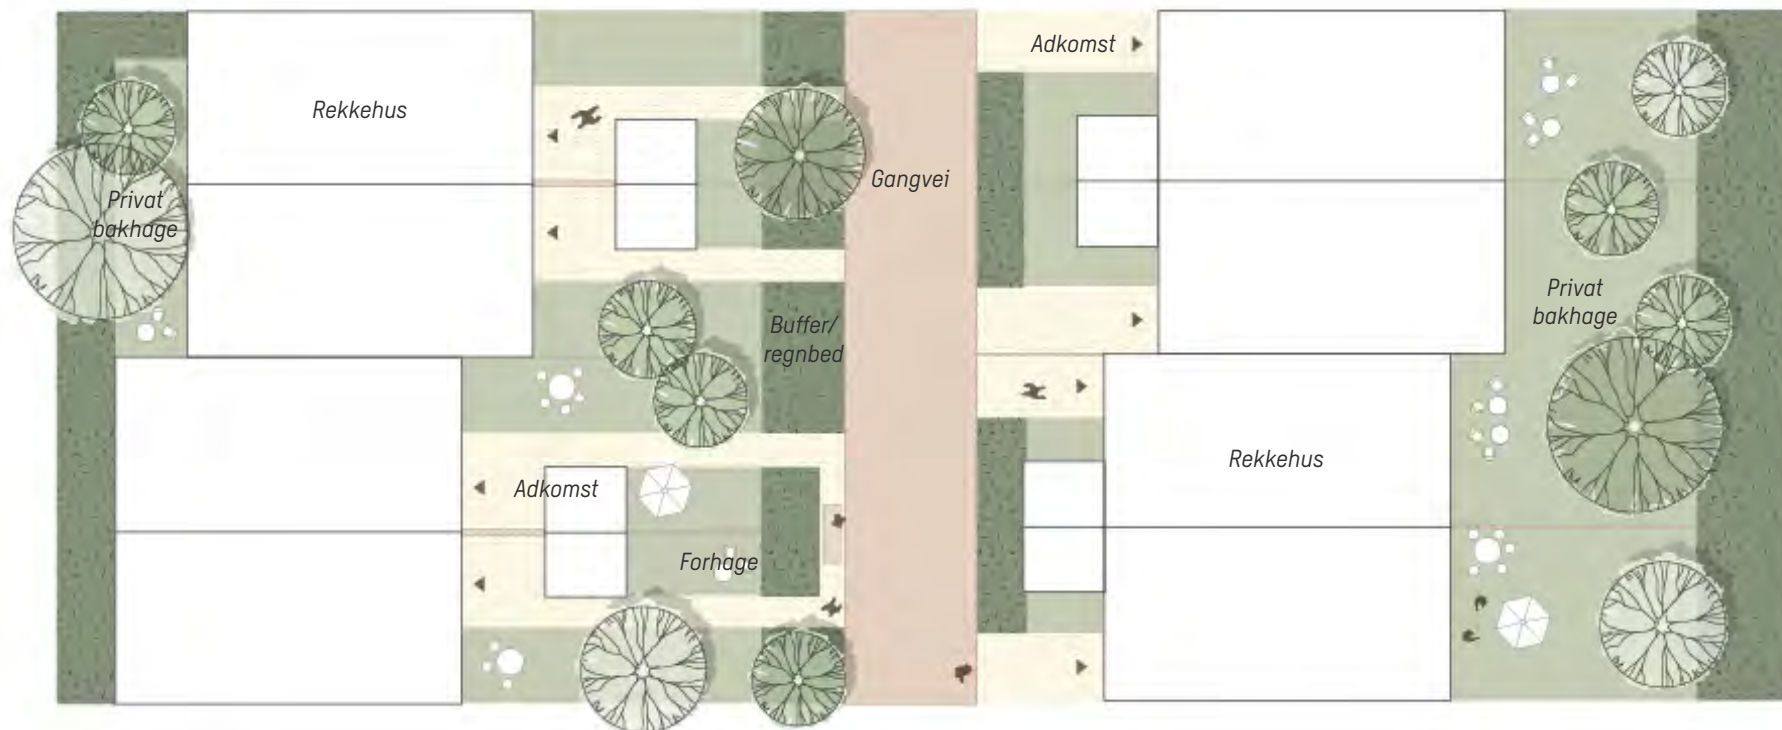 Adkomst
Rekkehus
Gangvei
Privat
bakhage
Privat
bakhage
Buffer/
regnbed
Rekkehus
Adkomst
Forhage